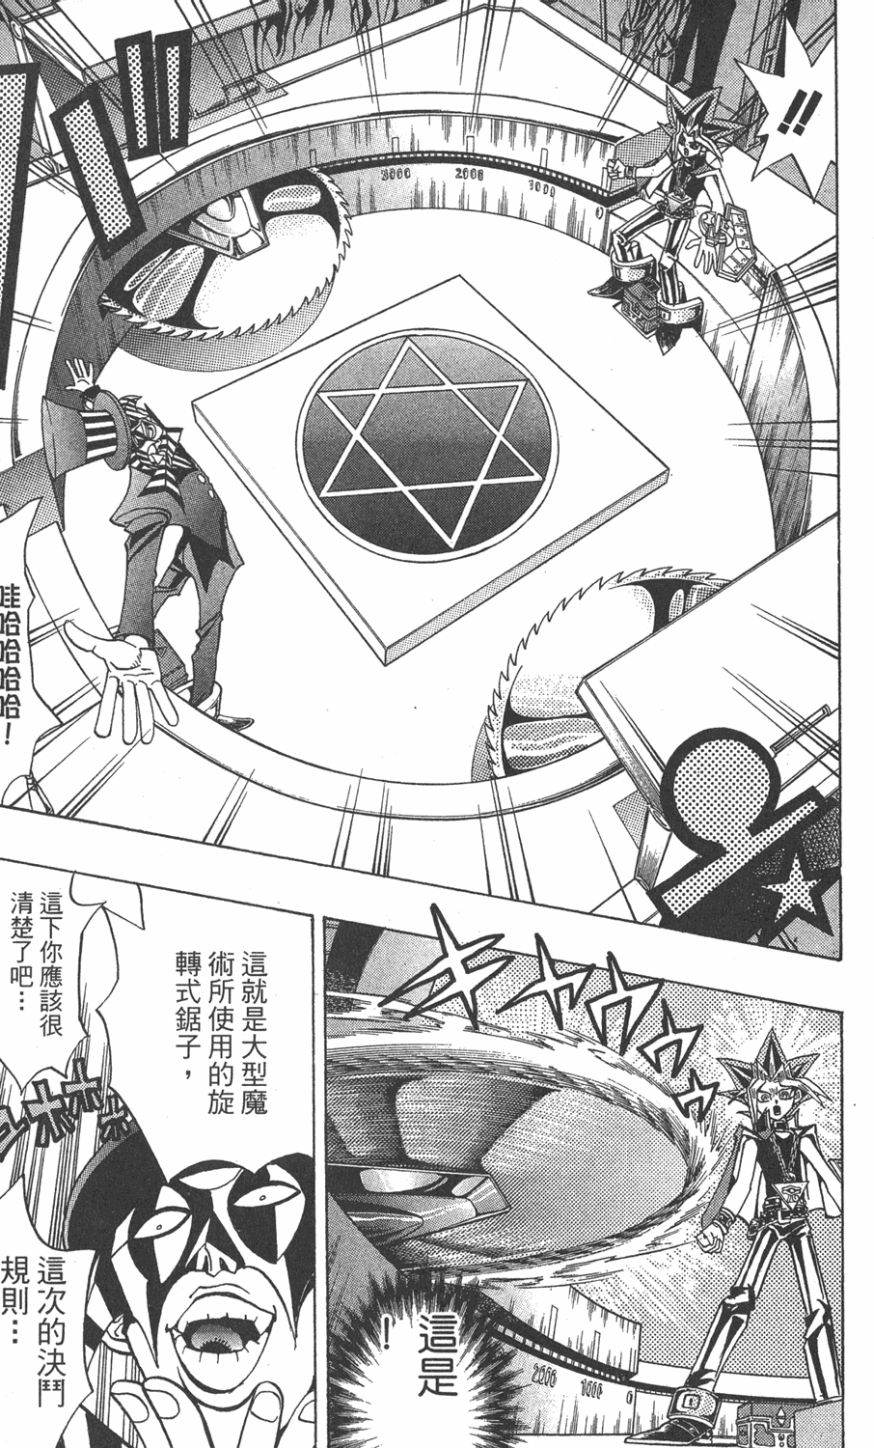 !!
3000
2000
1000
0
哇哈哈哈哈！
這是
！
2000
1000
這就是大型魔
術所使用的旋
轉式鋸子，
這下你應該很
清楚了吧…
這次的決鬥
規則…